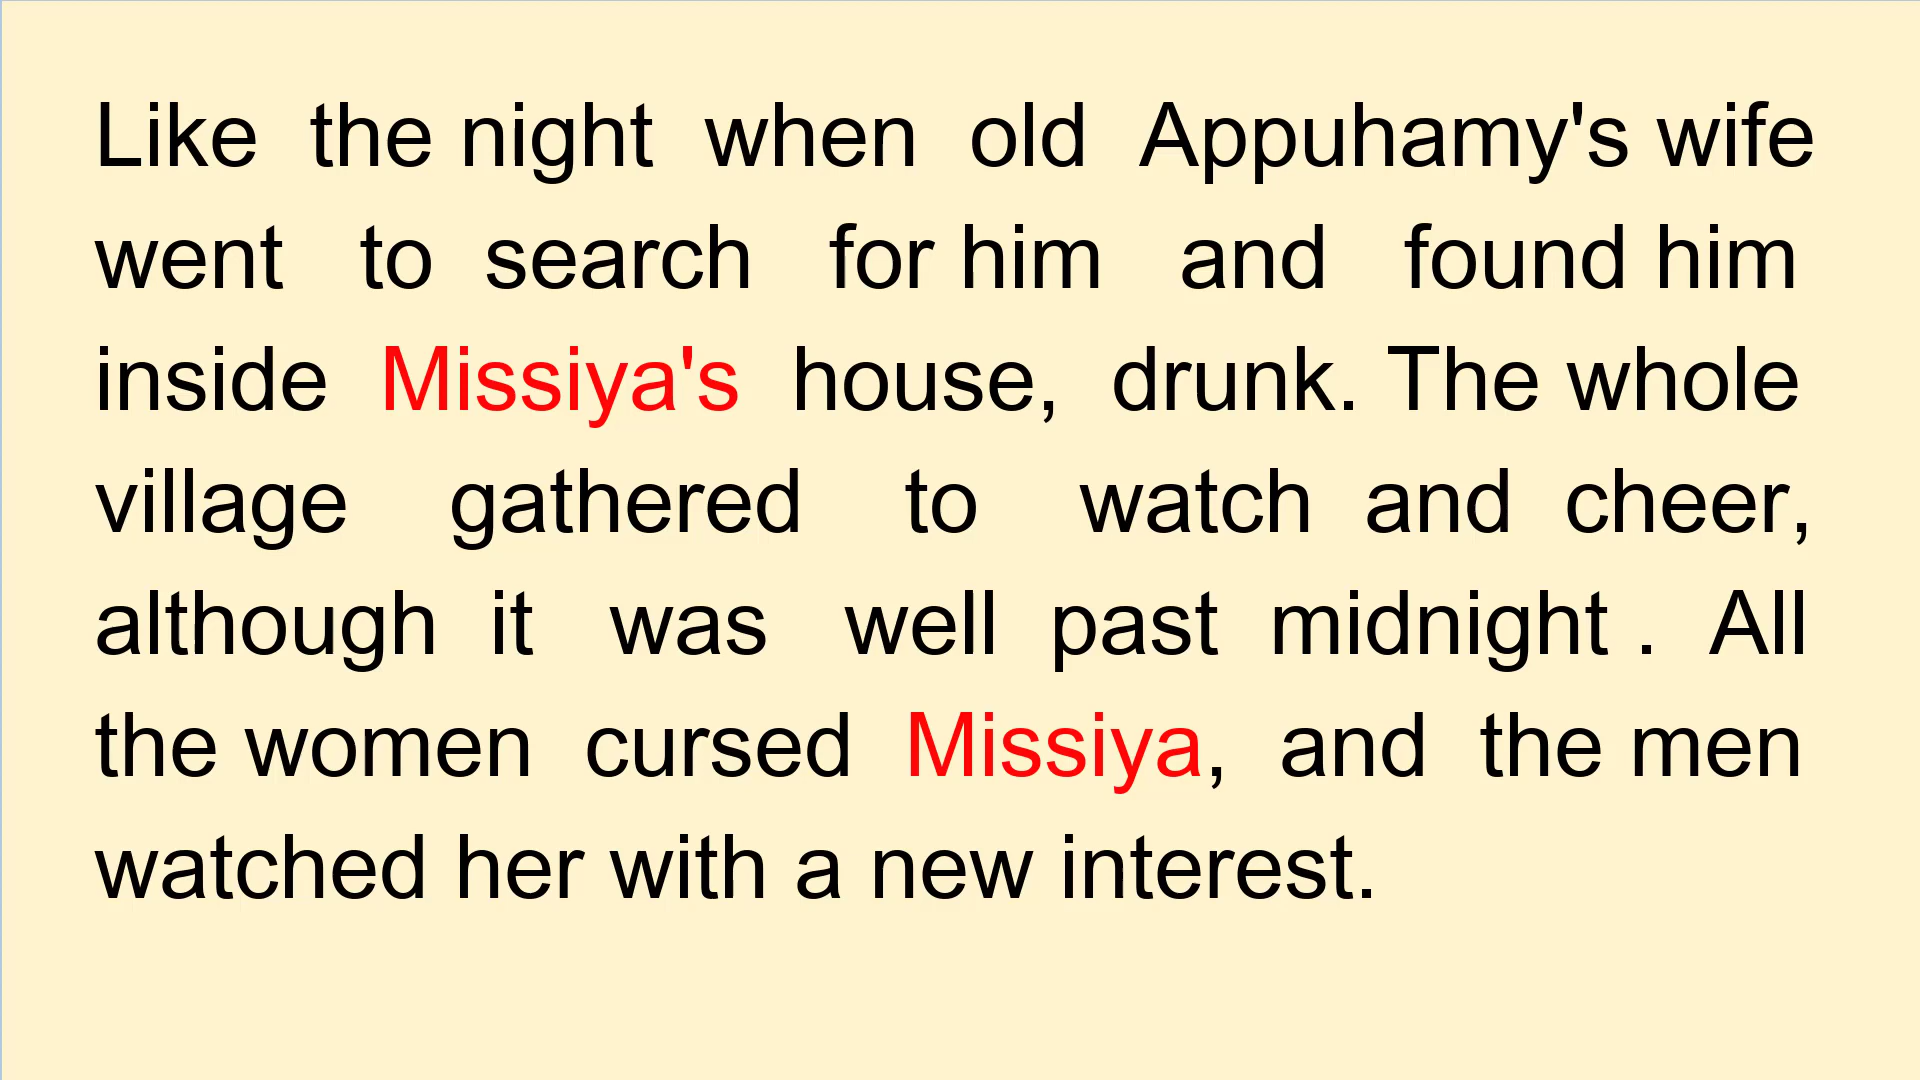 Like the night when old Appuhamy's wife
went to search for him and found him
inside Missiya's house, drunk. The whole
village gathered to watch and cheer,
although it was well past midnight . All
the women cursed Missiya, and the men
watched her with a new interest.